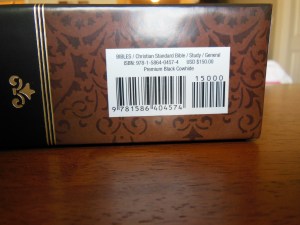 BIBLES / Christian Standard Bible / Study / General
ISBN: 978-1-5864-0457-4 USD $150.00
Premium Black Cowhide
15000
9 781586 404574